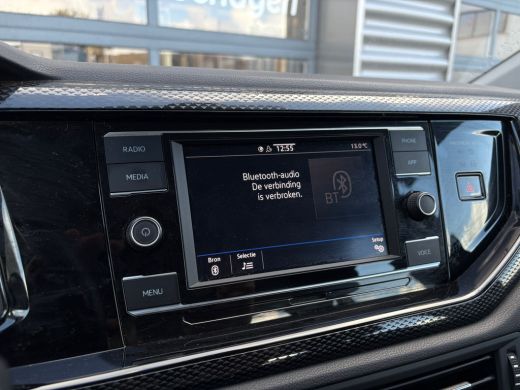 RADIO
MEDIA
MENU
PHONE
APP
VOICE
12:55
13.0°C
Bluetooth-audio
De verbinding
is verbroken.
BT
Bron
Selectie
Setup